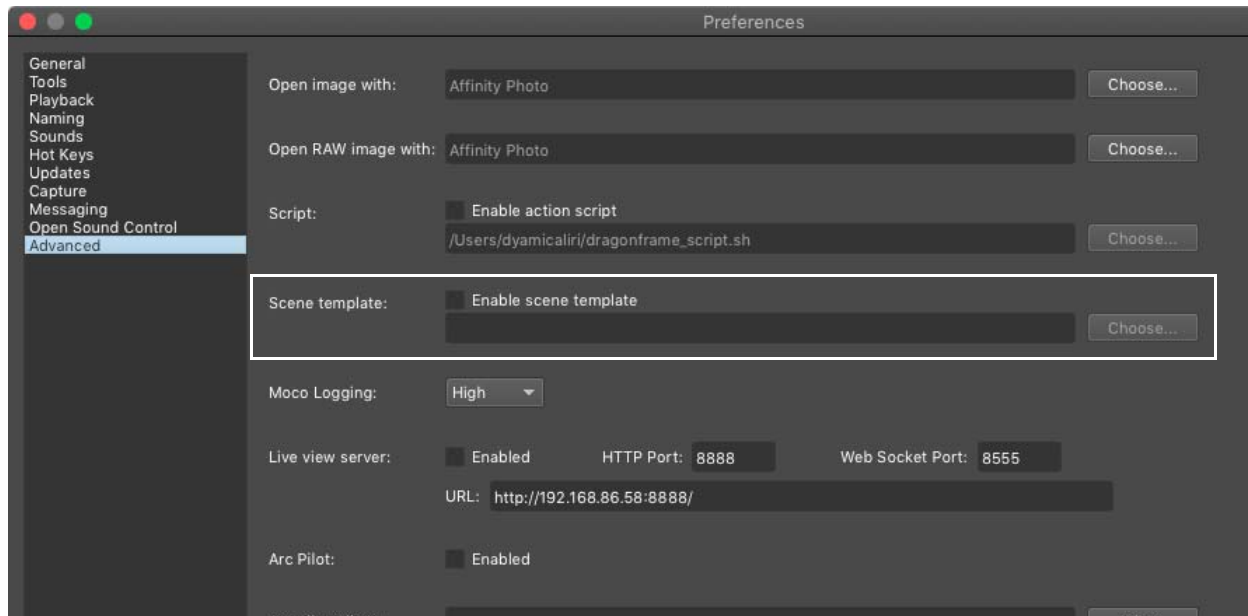 Preferences
General
Tools
Playback
Naming
Sounds
Hot Keys
Updates
Capture
Messaging
Open Sound Control
Advanced
Open image with: Affinity Photo Choose...
Open RAW image with: Affinity Photo Choose...
Script: Enable action script
/Users/dyamicaliri/dragonframe_script.sh Choose...
Scene template: Enable scene template
Choose...
Moco Logging: High
Live view server: Enabled HTTP Port: 8888 Web Socket Port: 8555
URL: http://192.168.86.58:8888/
Arc Pilot: Enabled